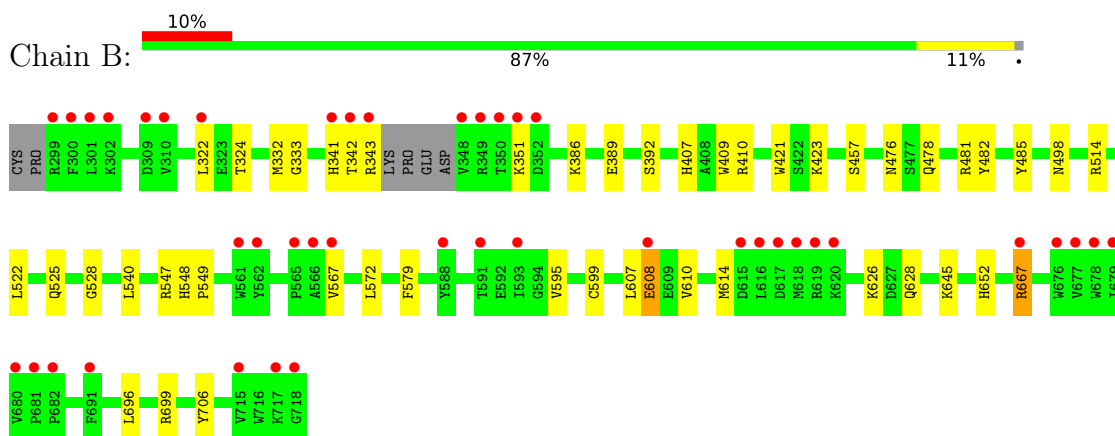 10%
Chain B:
87% 11%
CYS PRO R299 F300 L301 K302 D309 V310 L322 E323 T324 M332 G333 H341 T342 R343 LYS PRO GLU ASP V348 R349 T350 K351 D352 K386 E389 S392 H407 A408 W409 R410 W421 S422 K423 S457 N476 S477 Q478 R481 Y482 Y485 N498 R514
L522 Q525 G528 L540 R547 H548 P549 W561 Y562 P565 A566 V567 L572 F579 Y588 T591 E592 I593 G594 V595 C599 L607 E608 E609 V610 M614 D615 L616 D617 M618 R619 K620 K626 D627 Q628 K645 H652 R667 W676 V677 W678 I679
V680 P681 P682 F691 L696 R699 Y706 V715 W716 K717 G718